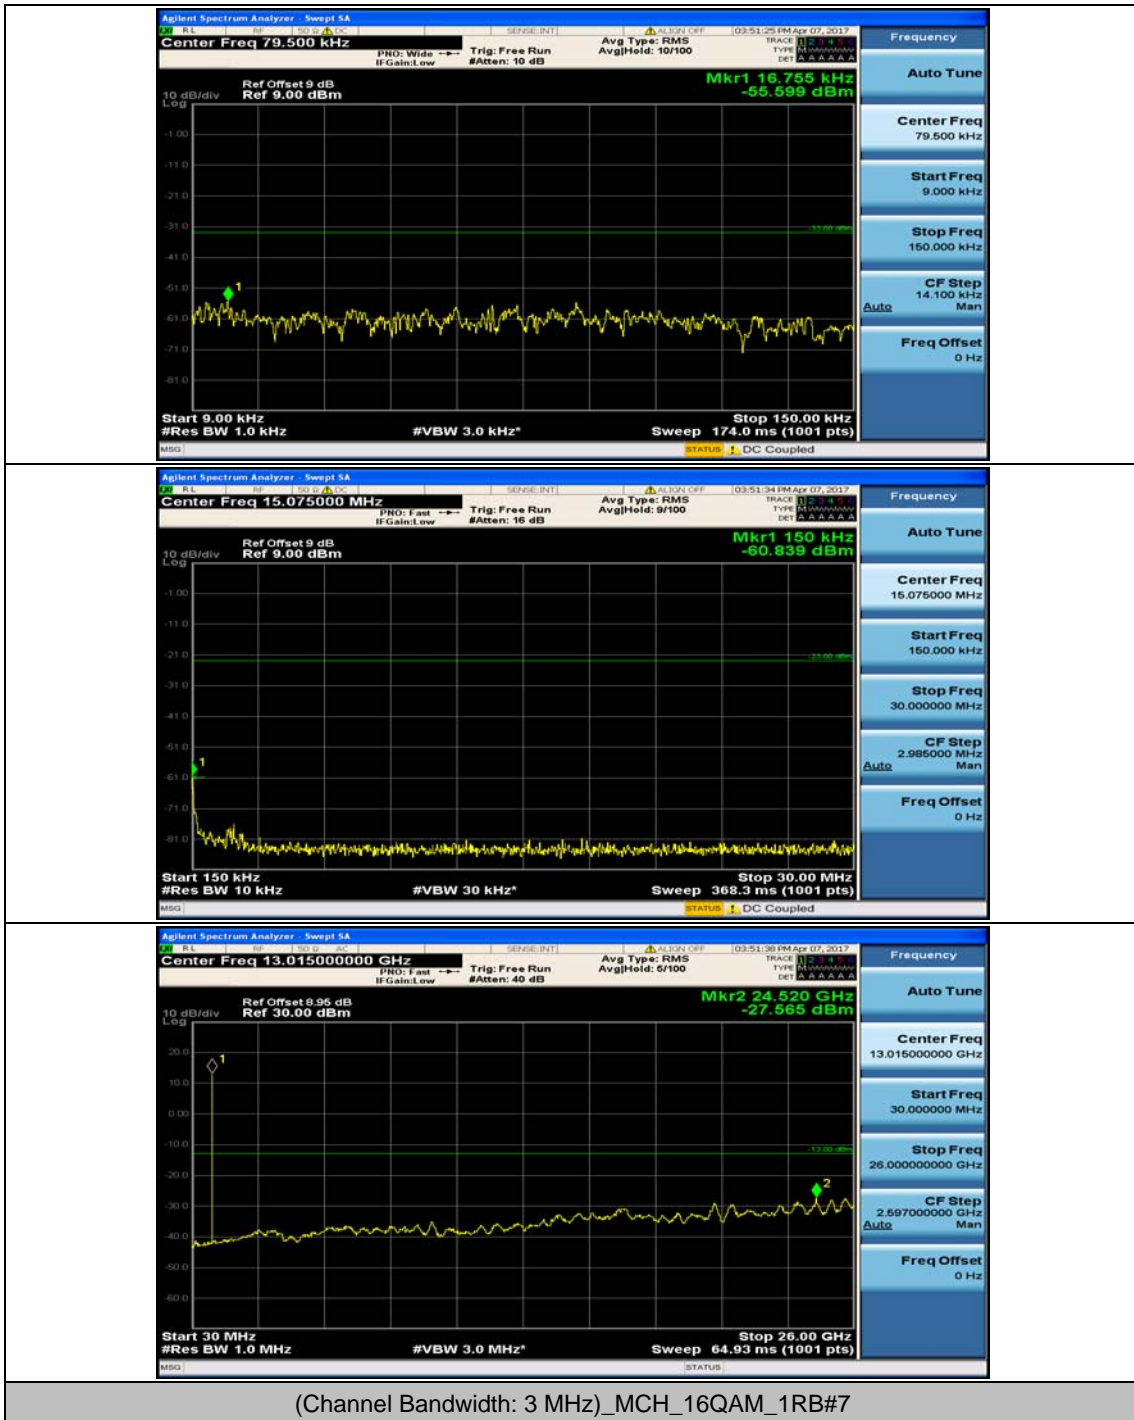 Agilent Spectrum Analyzer - Swept SA
RL RF 50 Ω DC SENSE:INT ALIGN OFF 03:51:25 PM Apr 07, 2017
Center Freq 79.500 kHz
PNO: Wide
IFGain:Low
Trig: Free Run
#Atten: 10 dB
Avg Type: RMS
Avg|Hold: 10/100
TRACE 1 2 3 4 5 6
TYPE M
DET A A A A A A
Ref Offset 9 dB
10 dB/div Ref 9.00 dBm
Log
Mkr1 16.755 kHz
-55.599 dBm
-1.00
-11.0
-21.0
-31.0
-33.00 dBm
-41.0
-51.0
1
-61.0
-71.0
-81.0
Start 9.00 kHz Stop 150.00 kHz
#Res BW 1.0 kHz #VBW 3.0 kHz* Sweep 174.0 ms (1001 pts)
MSG STATUS DC Coupled
Frequency
Auto Tune
Center Freq
79.500 kHz
Start Freq
9.000 kHz
Stop Freq
150.000 kHz
CF Step
14.100 kHz
Auto Man
Freq Offset
0 Hz
Agilent Spectrum Analyzer - Swept SA
RL RF 50 Ω DC SENSE:INT ALIGN OFF 03:51:34 PM Apr 07, 2017
Center Freq 15.075000 MHz
PNO: Fast
IFGain:Low
Trig: Free Run
#Atten: 16 dB
Avg Type: RMS
Avg|Hold: 9/100
TRACE 1 2 3 4 5 6
TYPE M
DET A A A A A A
Ref Offset 9 dB
10 dB/div Ref 9.00 dBm
Log
Mkr1 150 kHz
-60.839 dBm
-1.00
-11.0
-21.0
-23.00 dBm
-31.0
-41.0
-51.0
1
-61.0
-71.0
-81.0
Start 150 kHz Stop 30.00 MHz
#Res BW 10 kHz #VBW 30 kHz* Sweep 368.3 ms (1001 pts)
MSG STATUS DC Coupled
Frequency
Auto Tune
Center Freq
15.075000 MHz
Start Freq
150.000 kHz
Stop Freq
30.000000 MHz
CF Step
2.985000 MHz
Auto Man
Freq Offset
0 Hz
Agilent Spectrum Analyzer - Swept SA
RL RF 50 Ω AC SENSE:INT ALIGN OFF 03:51:38 PM Apr 07, 2017
Center Freq 13.015000000 GHz
PNO: Fast
IFGain:Low
Trig: Free Run
#Atten: 40 dB
Avg Type: RMS
Avg|Hold: 6/100
TRACE 1 2 3 4 5 6
TYPE M
DET A A A A A A
Ref Offset 8.95 dB
10 dB/div Ref 30.00 dBm
Log
Mkr2 24.520 GHz
-27.565 dBm
20.0
1
10.0
0.00
-10.0
-13.00 dBm
-20.0
2
-30.0
-40.0
-50.0
-60.0
Start 30 MHz Stop 26.00 GHz
#Res BW 1.0 MHz #VBW 3.0 MHz* Sweep 64.93 ms (1001 pts)
MSG STATUS
Frequency
Auto Tune
Center Freq
13.015000000 GHz
Start Freq
30.000000 MHz
Stop Freq
26.000000000 GHz
CF Step
2.597000000 GHz
Auto Man
Freq Offset
0 Hz
(Channel Bandwidth: 3 MHz)_MCH_16QAM_1RB#7